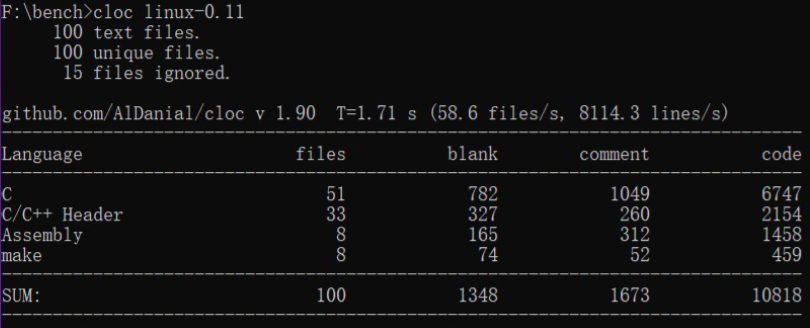 F:\bench>cloc linux-0.11
100 text files.
100 unique files.
15 files ignored.
github.com/AlDanial/cloc v 1.90  T=1.71 s (58.6 files/s, 8114.3 lines/s)
-------------------------------------------------------------------------------
Language                     files          blank        comment           code
-------------------------------------------------------------------------------
C                               51            782           1049           6747
C/C++ Header                    33            327            260           2154
Assembly                         8            165            312           1458
make                             8             74             52            459
-------------------------------------------------------------------------------
SUM:                           100           1348           1673          10818
-------------------------------------------------------------------------------